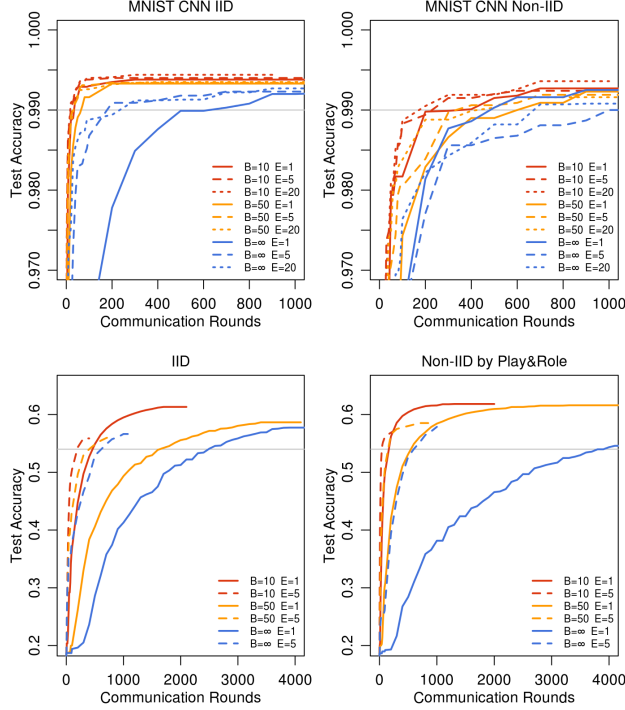 MNIST CNN IID
1.000
0.990
0.980
0.970
Test Accuracy
B=10 E=1
B=10 E=5
B=10 E=20
B=50 E=1
B=50 E=5
B=50 E=20
B=∞ E=1
B=∞ E=5
B=∞ E=20
0 200 400 600 800 1000
Communication Rounds
MNIST CNN Non-IID
1.000
0.990
0.980
0.970
Test Accuracy
B=10 E=1
B=10 E=5
B=10 E=20
B=50 E=1
B=50 E=5
B=50 E=20
B=∞ E=1
B=∞ E=5
B=∞ E=20
0 200 400 600 800 1000
Communication Rounds
IID
0.6
0.5
0.4
0.3
0.2
Test Accuracy
B=10 E=1
B=10 E=5
B=50 E=1
B=50 E=5
B=∞ E=1
B=∞ E=5
0 1000 2000 3000 4000
Communication Rounds
Non-IID by Play&Role
0.6
0.5
0.4
0.3
0.2
Test Accuracy
B=10 E=1
B=10 E=5
B=50 E=1
B=50 E=5
B=∞ E=1
B=∞ E=5
0 1000 2000 3000 4000
Communication Rounds